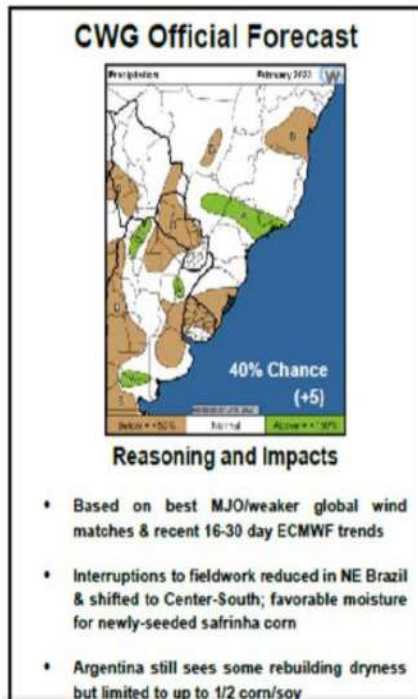 CWG Official Forecast
Precipitation February 2022
40% Chance
(+5)
Normal
Reasoning and Impacts
• Based on best MJO/weaker global wind
matches & recent 16-30 day ECMWF trends
• Interruptions to fieldwork reduced in NE Brazil
& shifted to Center-South; favorable moisture
for newly-seeded safrinha corn
• Argentina still sees some rebuilding dryness
but limited to up to 1/2 corn/soy